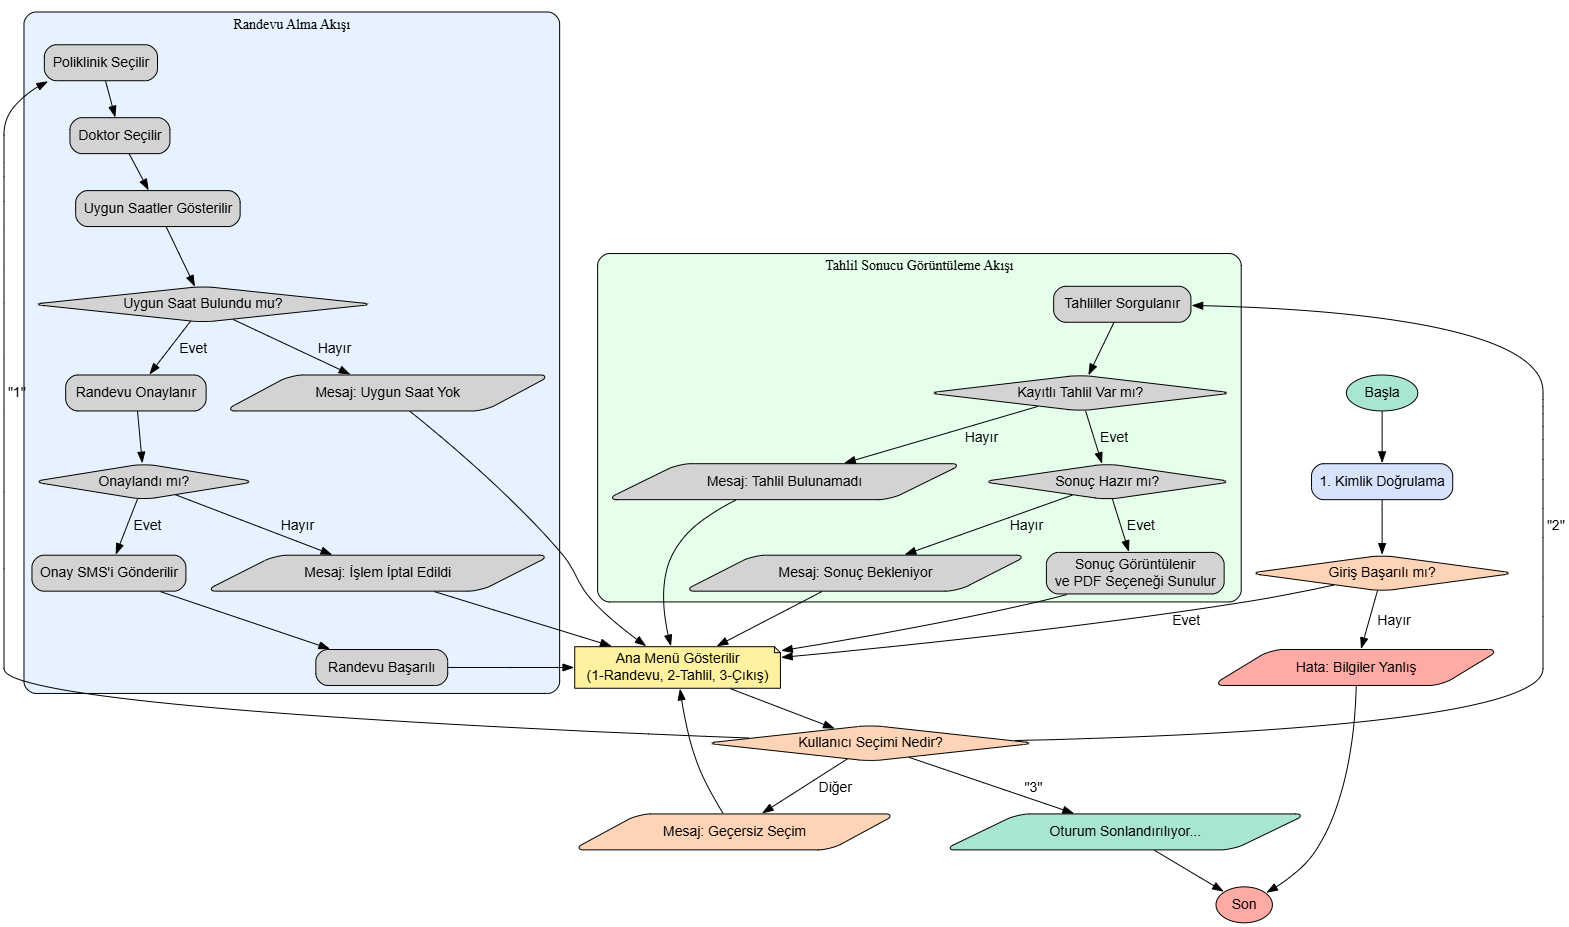 Randevu Alma Akışı
Poliklinik Seçilir
Doktor Seçilir
Uygun Saatler Gösterilir
Uygun Saat Bulundu mu?
Evet
Hayır
Randevu Onaylanır
Mesaj: Uygun Saat Yok
"1"
Onaylandı mı?
Evet
Hayır
Onay SMS'i Gönderilir
Mesaj: İşlem İptal Edildi
Randevu Başarılı
Tahlil Sonucu Görüntüleme Akışı
Tahliller Sorgulanır
Kayıtlı Tahlil Var mı?
Hayır
Evet
Mesaj: Tahlil Bulunamadı
Sonuç Hazır mı?
Hayır
Evet
Mesaj: Sonuç Bekleniyor
Sonuç Görüntülenir
ve PDF Seçeneği Sunulur
Başla
1. Kimlik Doğrulama
"2"
Giriş Başarılı mı?
Evet
Hayır
Hata: Bilgiler Yanlış
Ana Menü Gösterilir
(1-Randevu, 2-Tahlil, 3-Çıkış)
Kullanıcı Seçimi Nedir?
Diğer
"3"
Mesaj: Geçersiz Seçim
Oturum Sonlandırılıyor...
Son